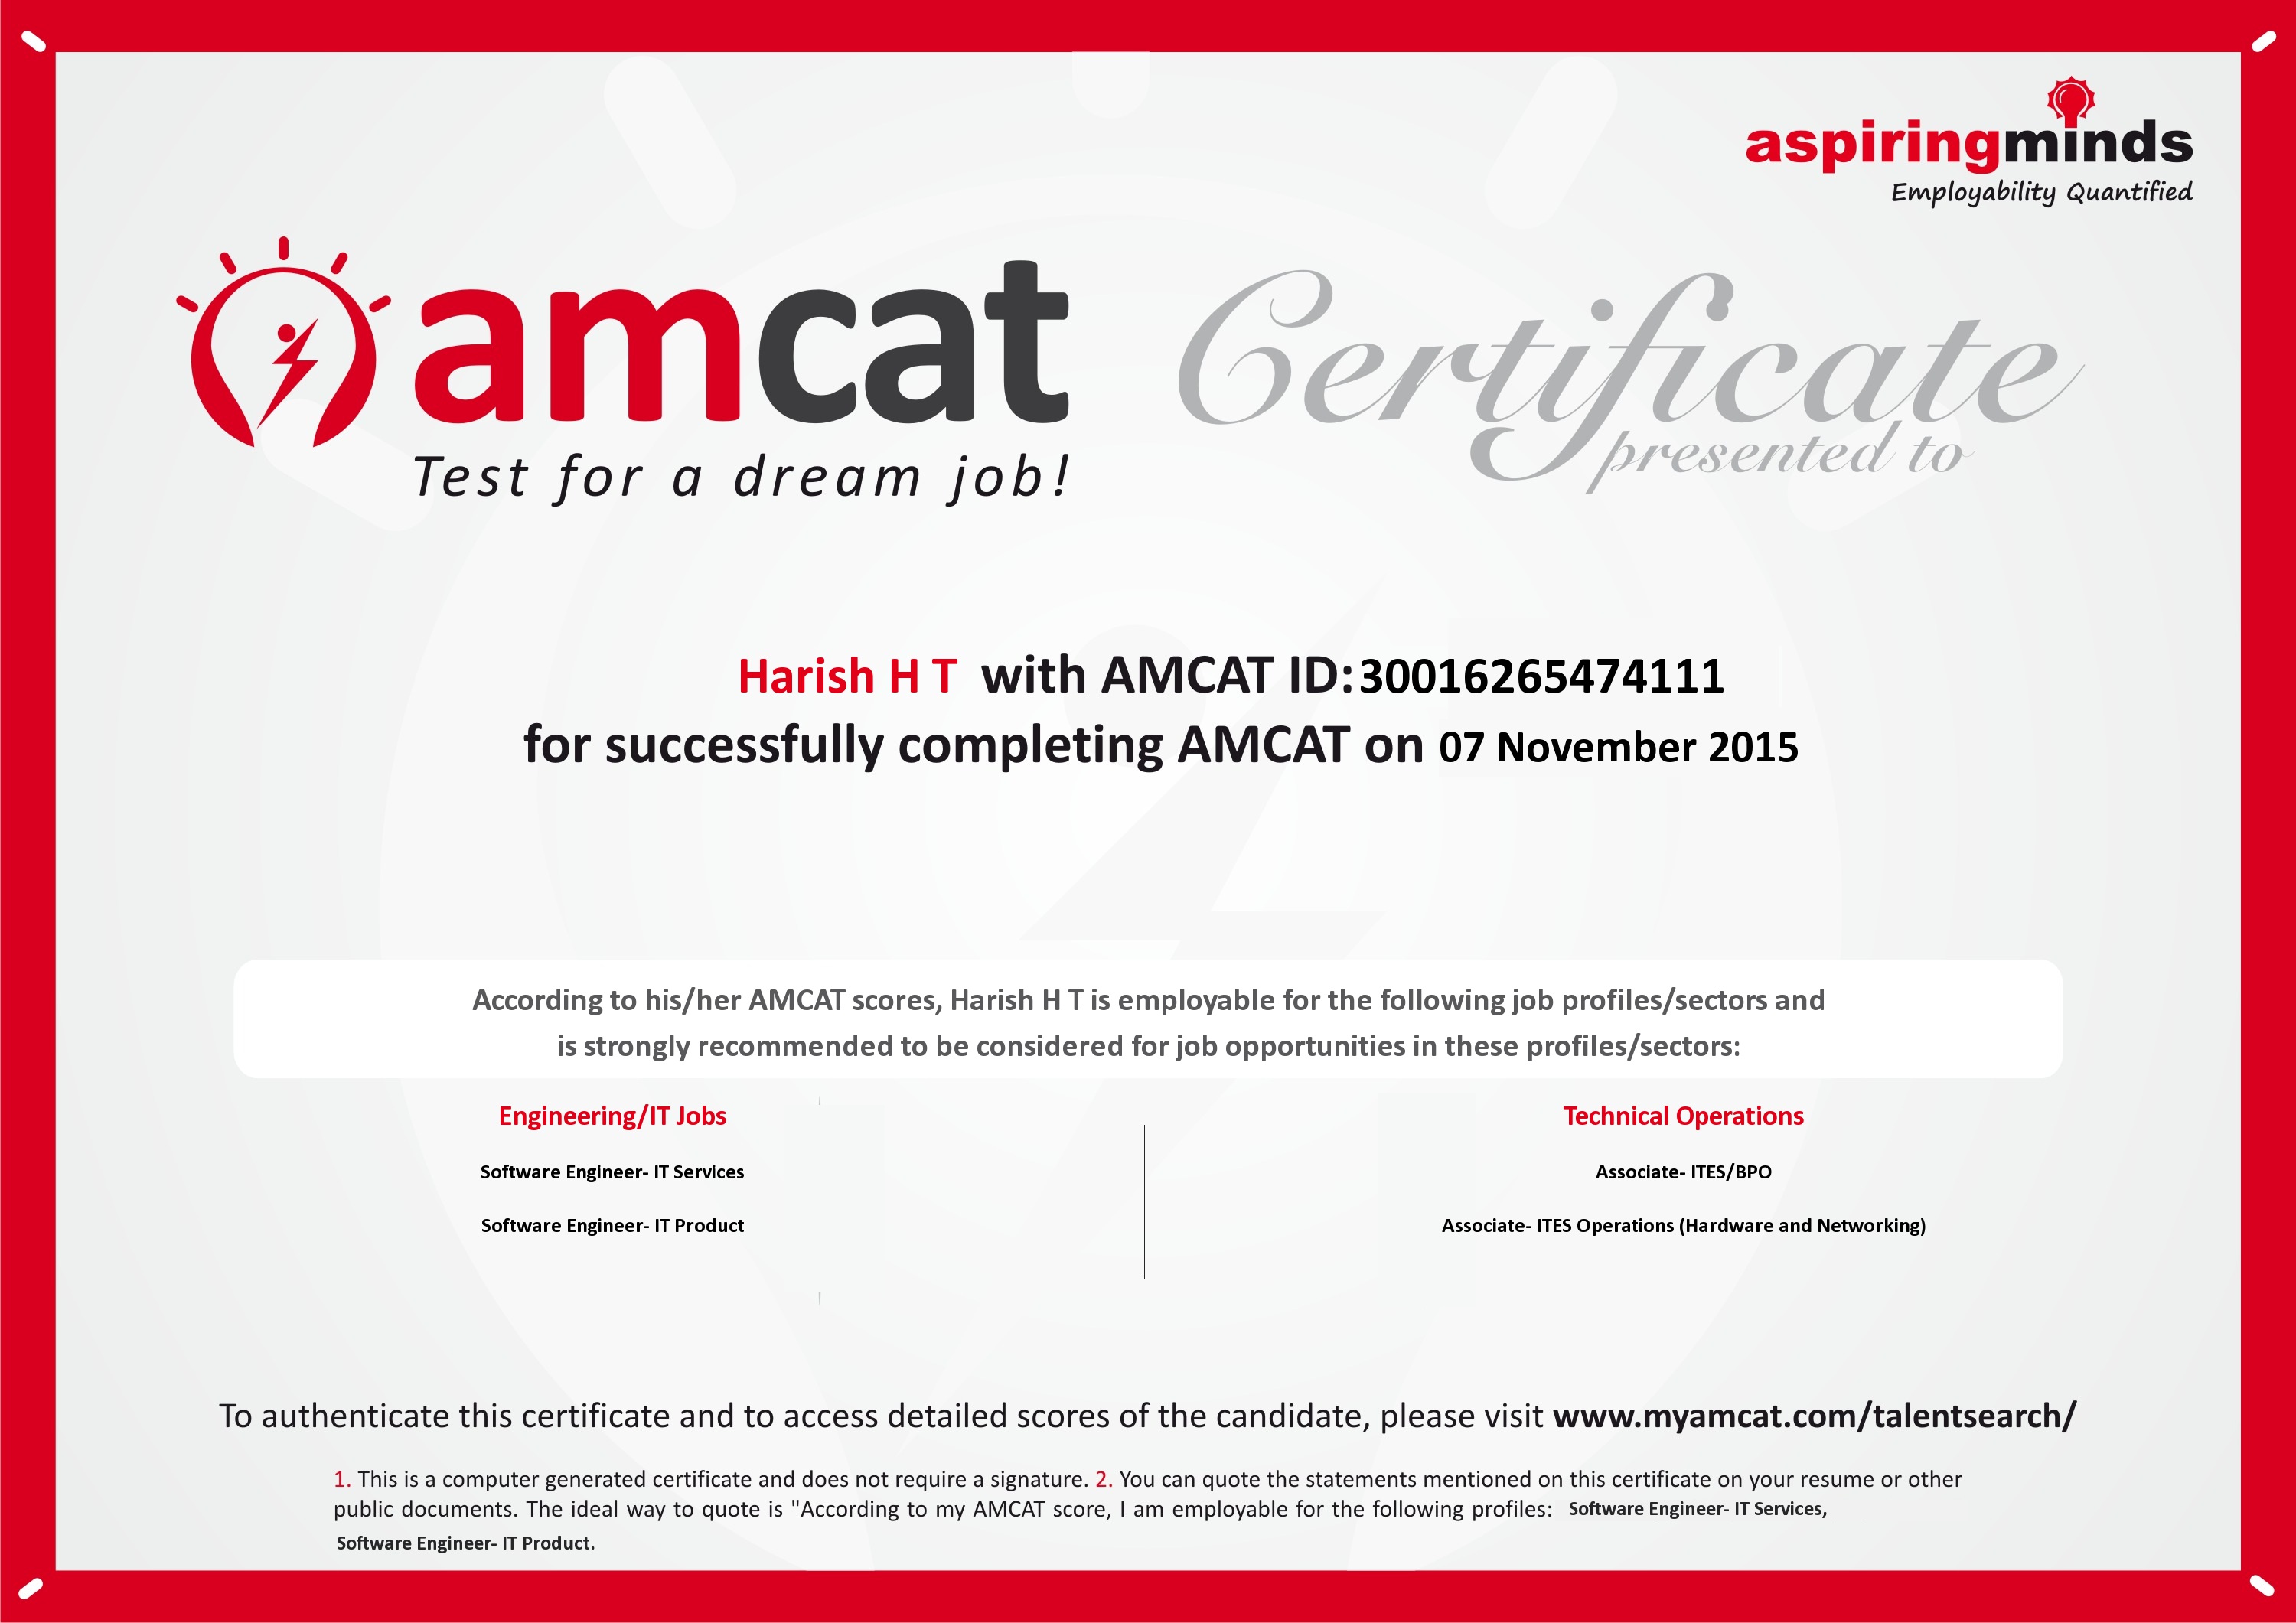 aspiringminds
Employability Quantified
amcat
Test for a dream job!
Certificate
presented to
Harish H T with AMCAT ID:30016265474111
for successfully completing AMCAT on 07 November 2015
According to his/her AMCAT scores, Harish H T is employable for the following job profiles/sectors and
is strongly recommended to be considered for job opportunities in these profiles/sectors:
Engineering/IT Jobs
Software Engineer- IT Services
Software Engineer- IT Product
Technical Operations
Associate- ITES/BPO
Associate- ITES Operations (Hardware and Networking)
To authenticate this certificate and to access detailed scores of the candidate, please visit www.myamcat.com/talentsearch/
1. This is a computer generated certificate and does not require a signature. 2. You can quote the statements mentioned on this certificate on your resume or other
public documents. The ideal way to quote is "According to my AMCAT score, I am employable for the following profiles: Software Engineer- IT Services,
Software Engineer- IT Product.